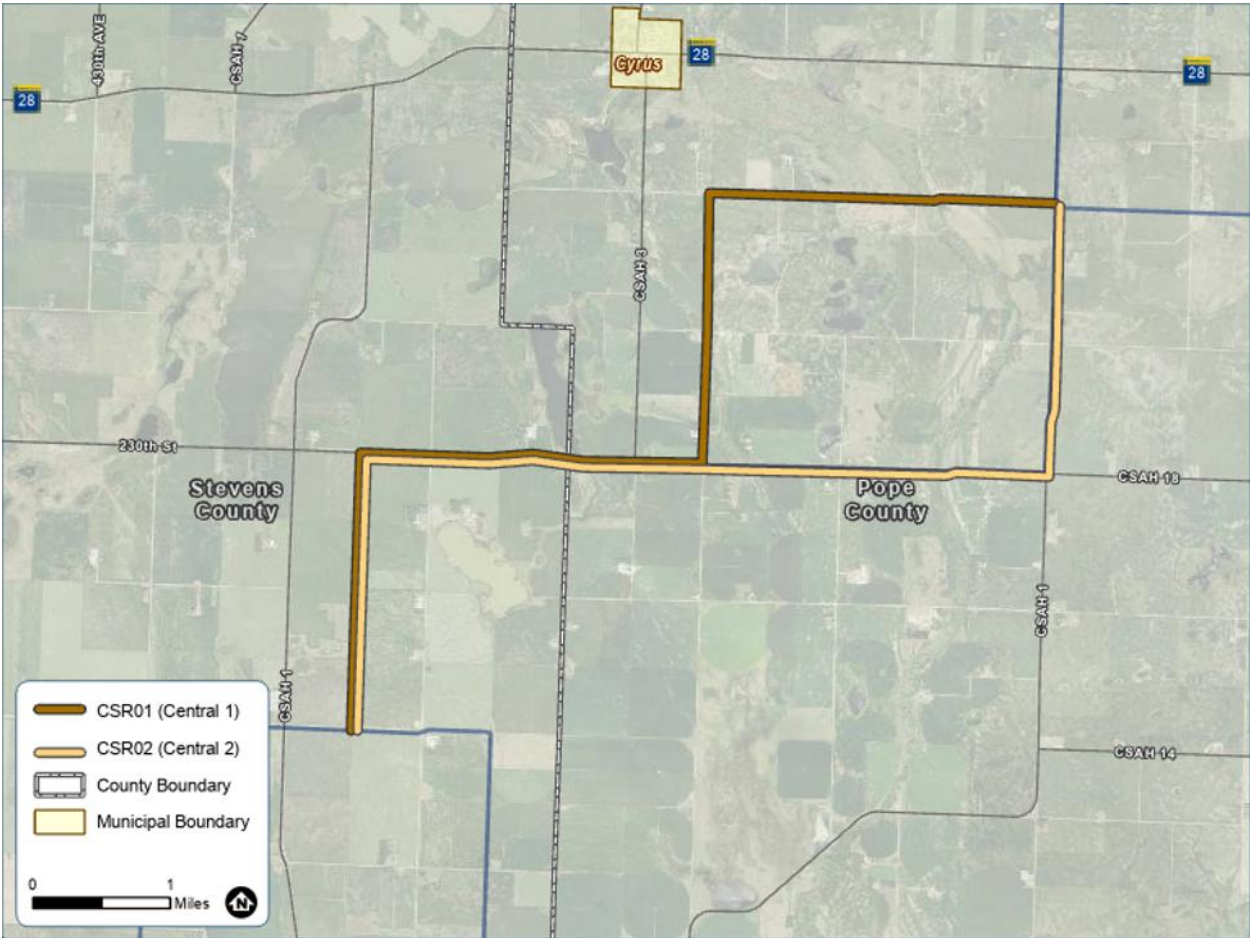 430th AVE
CSAH 7
28
Cyrus
28
28
CSAH 3
230th St
Stevens
County
Pope
County
CSAH 18
CSAH 1
CSAH 1
CSAH 14
CSR01 (Central 1)
CSR02 (Central 2)
County Boundary
Municipal Boundary
0 1
Miles
N